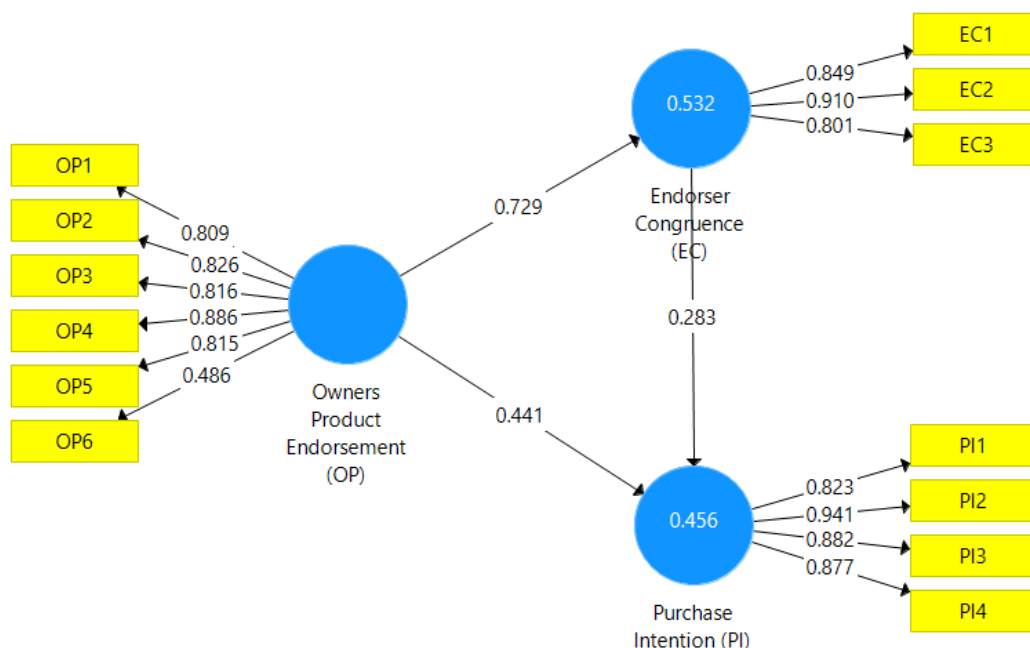 OP1
OP2
OP3
OP4
OP5
OP6
0.809
0.826
0.816
0.886
0.815
0.486
Owners
Product
Endorsement
(OP)
0.729
0.441
0.532
Endorser
Congruence
(EC)
0.283
0.849
0.910
0.801
EC1
EC2
EC3
0.456
Purchase
Intention (PI)
0.823
0.941
0.882
0.877
PI1
PI2
PI3
PI4